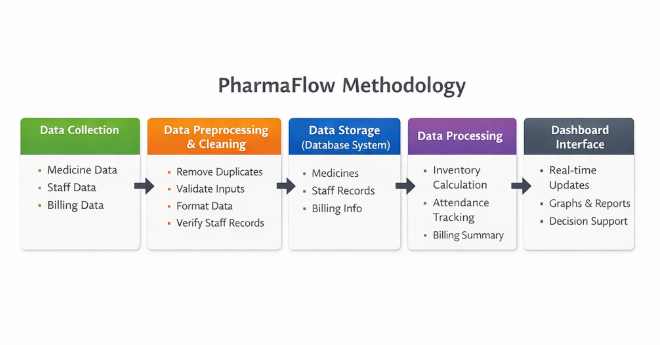 PharmaFlow Methodology
Data Collection
Medicine Data
Staff Data
Billing Data
Data Preprocessing
& Cleaning
Remove Duplicates
Validate Inputs
Format Data
Verify Staff Records
Data Storage
(Database System)
Medicines
Staff Records
Billing Info
Data Processing
Inventory
Calculation
Attendance
Tracking
Billing Summary
Dashboard
Interface
Real-time
Updates
Graphs & Reports
Decision Support